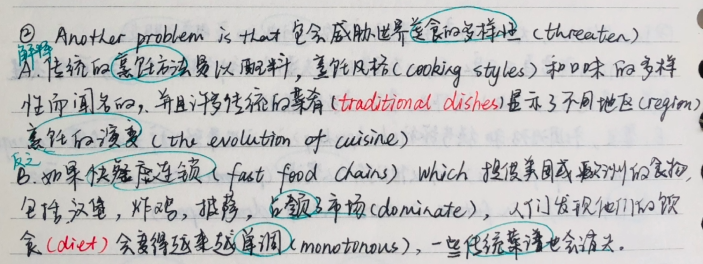 ② Another problem is that 它会威胁世界美食的多样性 (threaten)
解释
A. 传统的烹饪方法是以配料, 烹饪风格(cooking styles) 和口味的多样
性而闻名的, 并且许多传统的菜肴(traditional dishes)显示了不同地区(region)
烹饪的演变 (the evolution of cuisine)
反之
B. 如果快餐店连锁 (fast food chains) which 提供美国或欧洲的食物,
包括汉堡, 炸鸡, 披萨, 占领了市场(dominate), 人们发现他们的饮
食(diet) 会变得越来越单调(monotonous), 一些传统菜谱也会消失.